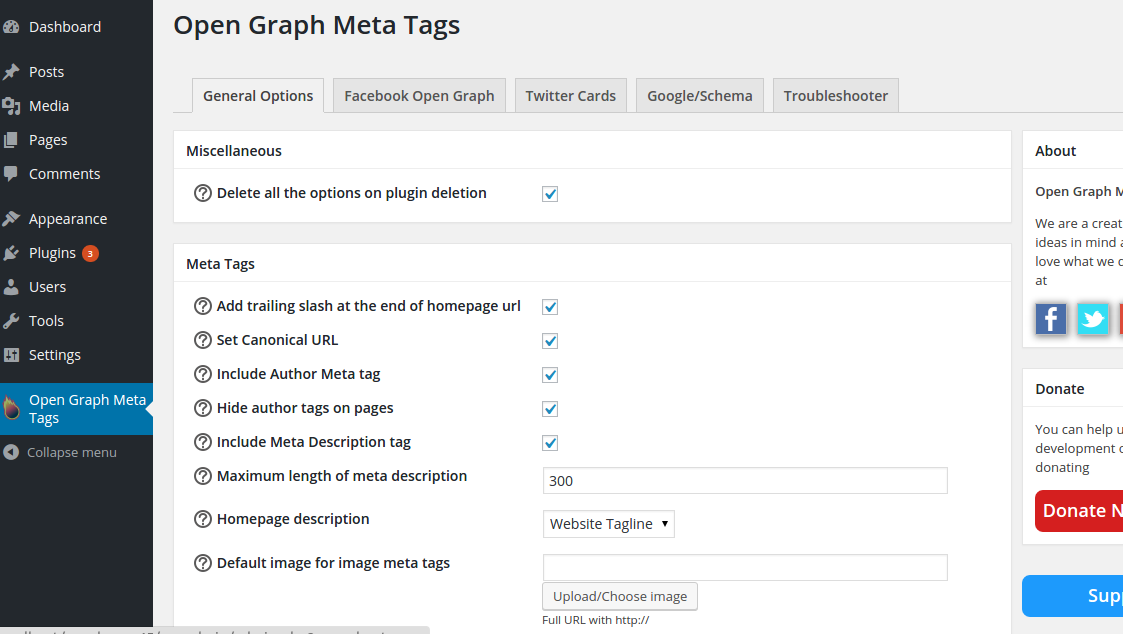 Dashboard
Posts
Media
Pages
Comments
Appearance
Plugins 3
Users
Tools
Settings
Open Graph Meta
Tags
Collapse menu
Open Graph Meta Tags
General Options
Facebook Open Graph
Twitter Cards
Google/Schema
Troubleshooter
Miscellaneous
Delete all the options on plugin deletion
Meta Tags
Add trailing slash at the end of homepage url
Set Canonical URL
Include Author Meta tag
Hide author tags on pages
Include Meta Description tag
Maximum length of meta description
300
Homepage description
Website Tagline
Default image for image meta tags
Upload/Choose image
Full URL with http://
About
Open Graph M
We are a creat
ideas in mind a
love what we d
at
Donate
You can help u
development o
donating
Donate N
Sup